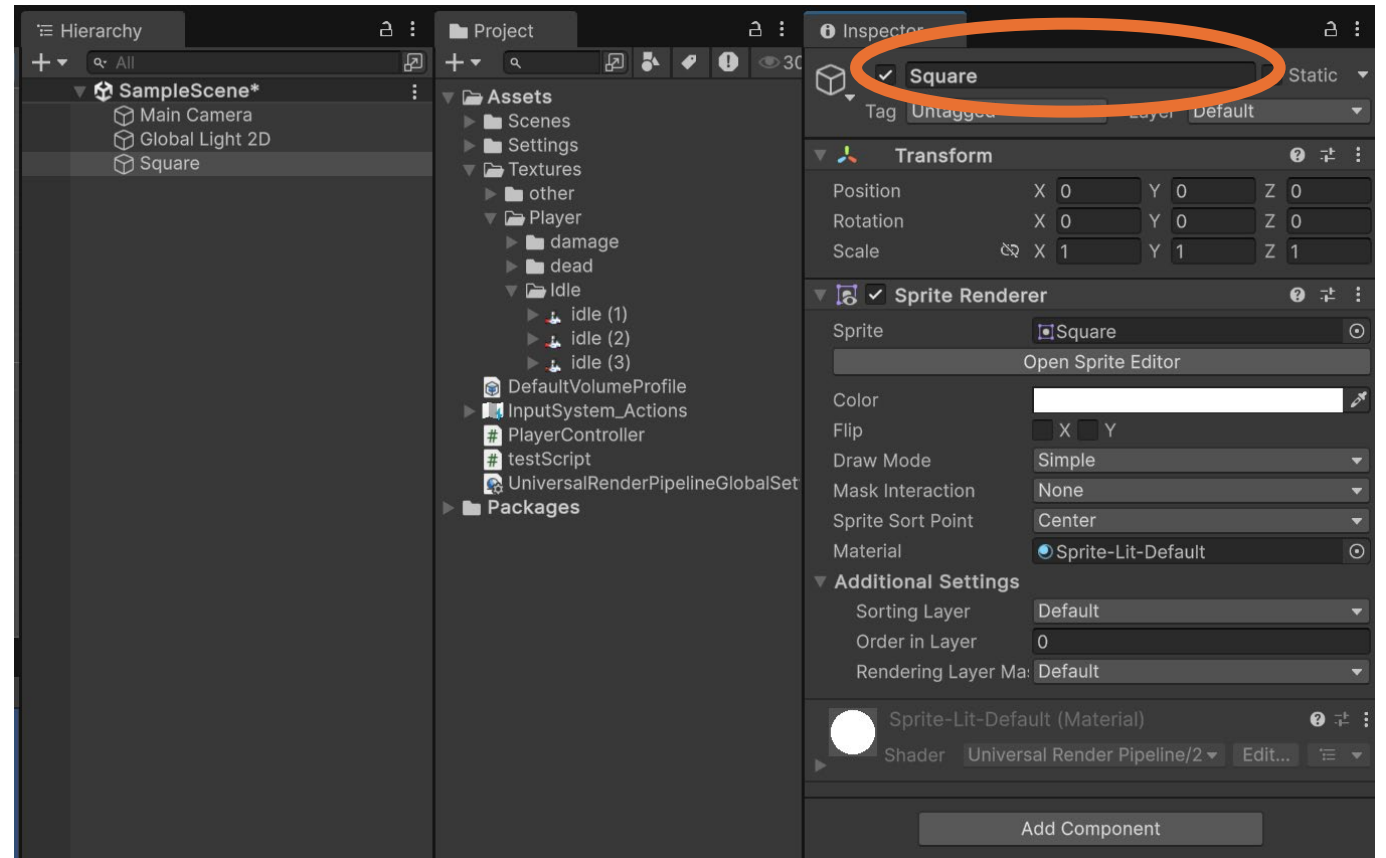 Hierarchy
All
SampleScene*
Main Camera
Global Light 2D
Square
Project
30
Assets
Scenes
Settings
Textures
other
Player
damage
dead
Idle
idle (1)
idle (2)
idle (3)
DefaultVolumeProfile
InputSystem_Actions
PlayerController
testScript
UniversalRenderPipelineGlobalSet
Packages
Inspector
Square Static
Tag Untagged Layer Default
Transform
Position X 0 Y 0 Z 0
Rotation X 0 Y 0 Z 0
Scale X 1 Y 1 Z 1
Sprite Renderer
Sprite Square
Open Sprite Editor
Color
Flip X Y
Draw Mode Simple
Mask Interaction None
Sprite Sort Point Center
Material Sprite-Lit-Default
Additional Settings
Sorting Layer Default
Order in Layer 0
Rendering Layer Ma Default
Sprite-Lit-Default (Material)
Shader Universal Render Pipeline/2 Edit...
Add Component